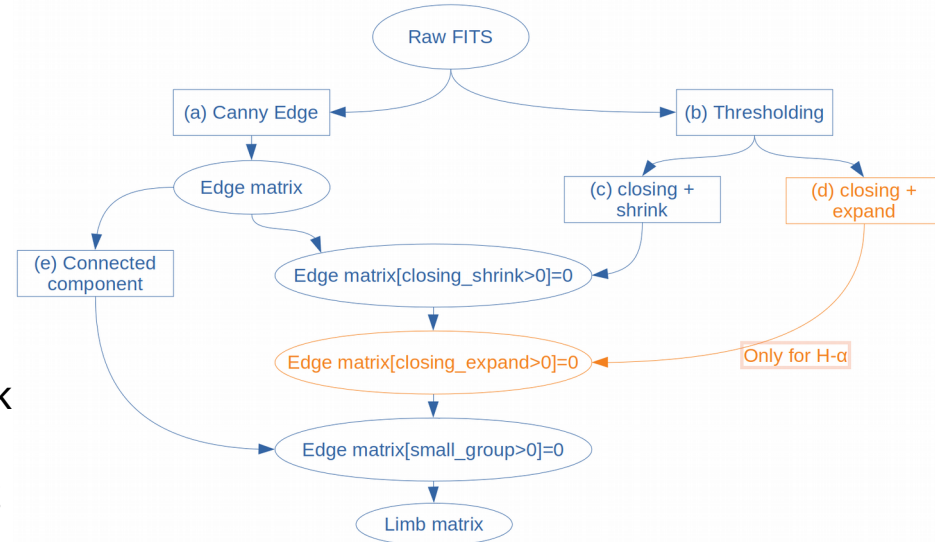 Raw FITS
(a) Canny Edge
(b) Thresholding
Edge matrix
(c) closing +
shrink
(d) closing +
expand
(e) Connected
component
Edge matrix[closing_shrink>0]=0
Edge matrix[closing_expand>0]=0
Only for H-α
k
Edge matrix[small_group>0]=0
Limb matrix